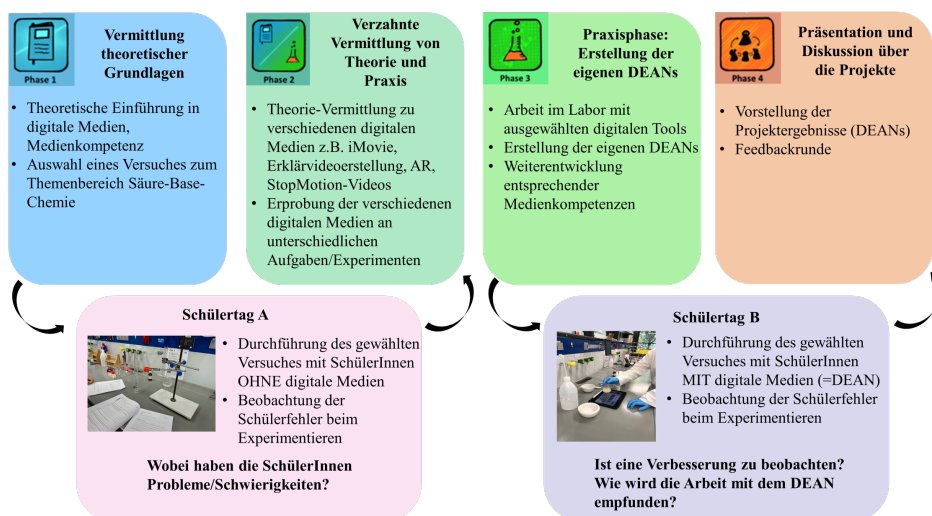 Phase 1
Vermittlung
theoretischer
Grundlagen
• Theoretische Einführung in
digitale Medien,
Medienkompetenz
• Auswahl eines Versuches zum
Themenbereich Säure-Base-
Chemie
Phase 2
Verzahnte
Vermittlung von
Theorie und
Praxis
• Theorie-Vermittlung zu
verschiedenen digitalen
Medien z.B. iMovie,
Erklärvideoerstellung, AR,
StopMotion-Videos
• Erprobung der verschiedenen
digitalen Medien an
unterschiedlichen
Aufgaben/Experimenten
Phase 3
Praxisphase:
Erstellung der
eigenen DEANs
• Arbeit im Labor mit
ausgewählten digitalen Tools
• Erstellung der eigenen DEANs
• Weiterentwicklung
entsprechender
Medienkompetenzen
Phase 4
Präsentation und
Diskussion über
die Projekte
• Vorstellung der
Projektergebnisse (DEANs)
• Feedbackrunde
Schülertag A
• Durchführung des gewählten
Versuches mit SchülerInnen
OHNE digitale Medien
• Beobachtung der
Schülerfehler beim
Experimentieren
Wobei haben die SchülerInnen
Probleme/Schwierigkeiten?
Schülertag B
• Durchführung des gewählten
Versuches mit SchülerInnen
MIT digitale Medien (=DEAN)
• Beobachtung der Schülerfehler
beim Experimentieren
Ist eine Verbesserung zu beobachten?
Wie wird die Arbeit mit dem DEAN
empfunden?